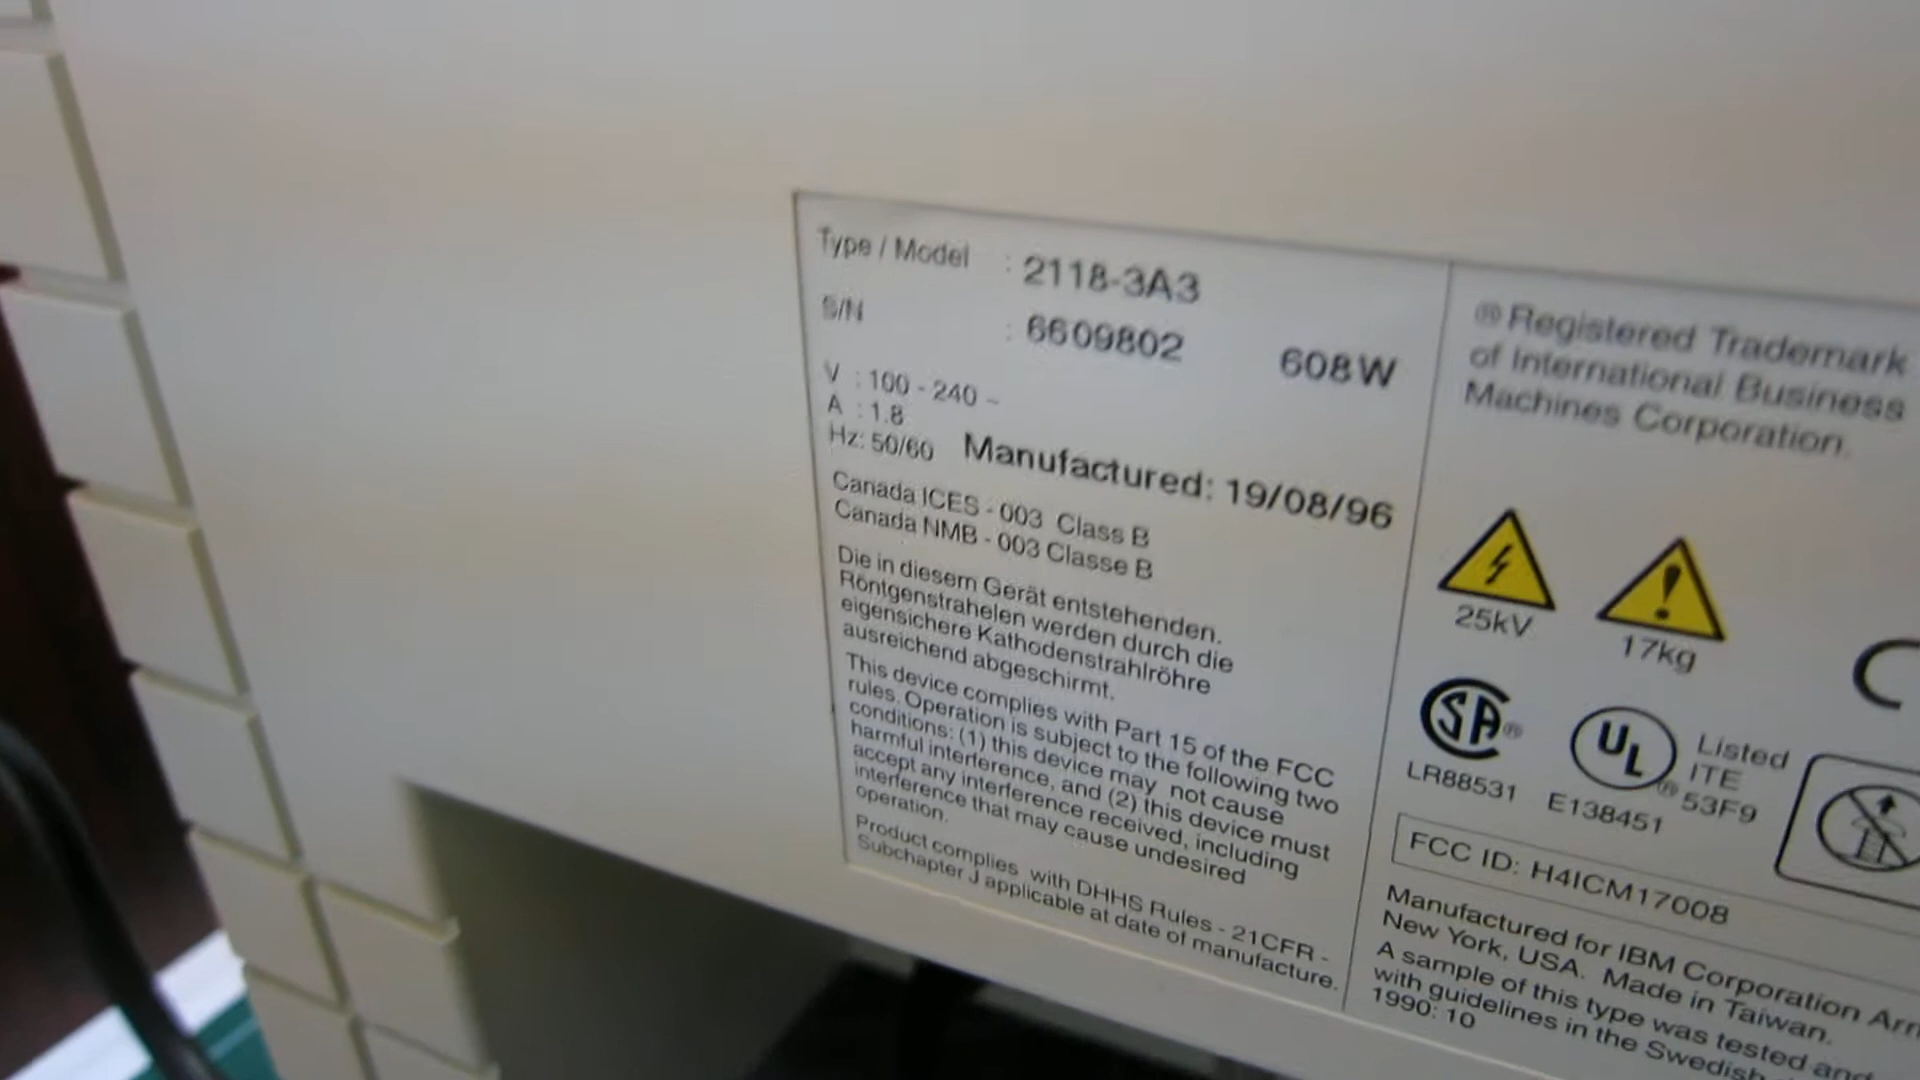 Type / Model : 2118-3A3
S/N : 6609802 608W
V : 100 - 240 ~
A : 1.8
Hz: 50/60 Manufactured: 19/08/96
Canada ICES - 003 Class B
Canada NMB - 003 Classe B
Die in diesem Gerät entstehenden.
Röntgenstrahelen werden durch die
eigensichere Kathodenstrahlröhre
ausreichend abgeschirmt.
This device complies with Part 15 of the FCC
rules. Operation is subject to the following two
conditions: (1) this device may not cause
harmful interference, and (2) this device must
accept any interference received, including
interference that may cause undesired
operation.
Product complies with DHHS Rules - 21CFR -
Subchapter J applicable at date of manufacture.
® Registered Trademark
of International Business
Machines Corporation.
25kV
17kg
SA®
LR88531
UL®
E138451
Listed
ITE
53F9
FCC ID: H4ICM17008
Manufactured for IBM Corporation
New York, USA. Made in Taiwan.
A sample of this type was tested
with guidelines in the Swedish
1990: 10